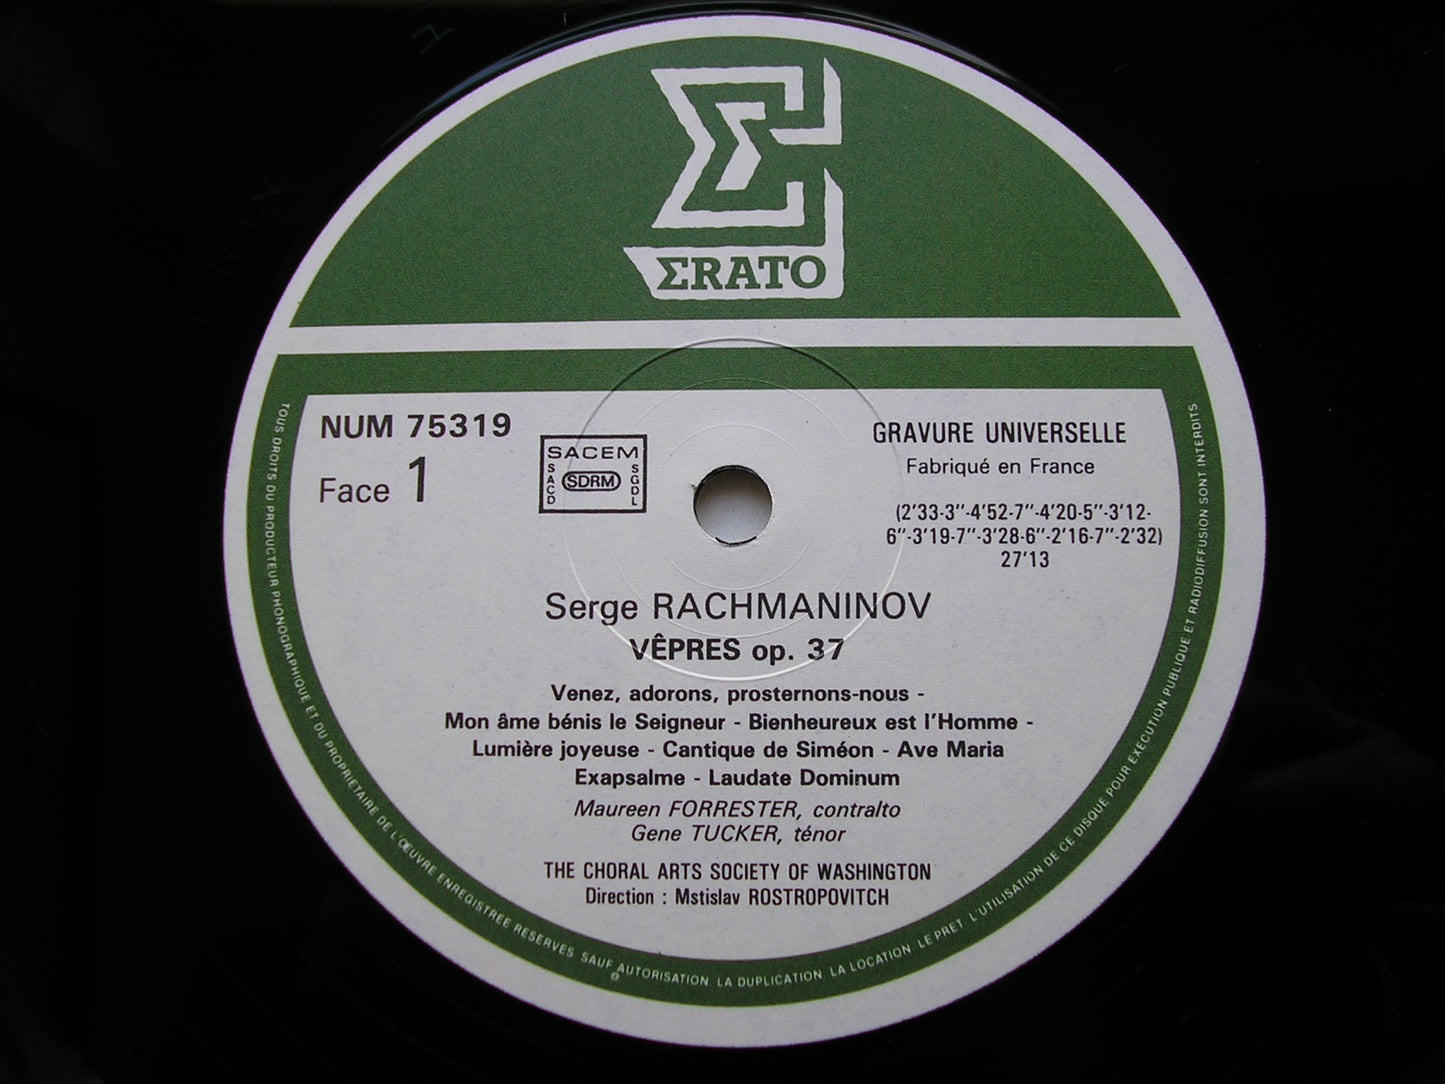 ΣRATO
NUM 75319
Face 1
SACEM
SACD
SDRM
SGDL
GRAVURE UNIVERSELLE
Fabriqué en France
(2'33-3''-4'52-7''-4'20-5''-3'12-
6''-3'19-7''-3'28-6''-2'16-7''-2'32)
27'13
Serge RACHMANINOV
VÊPRES op. 37
Venez, adorons, prosternons-nous -
Mon âme bénis le Seigneur - Bienheureux est l'Homme -
Lumière joyeuse - Cantique de Siméon - Ave Maria
Exapsalme - Laudate Dominum
Maureen FORRESTER, contralto
Gene TUCKER, ténor
THE CHORAL ARTS SOCIETY OF WASHINGTON
Direction : Mstislav ROSTROPOVITCH
TOUS DROITS DU PRODUCTEUR PHONOGRAPHIQUE ET DU PROPRIETAIRE DE L'ŒUVRE ENREGISTREE RESERVES SAUF AUTORISATION. LA DUPLICATION. LA LOCATION. LE PRET. L'UTILISATION DE CE DISQUE POUR EXECUTION PUBLIQUE ET RADIODIFFUSION SONT INTERDITS